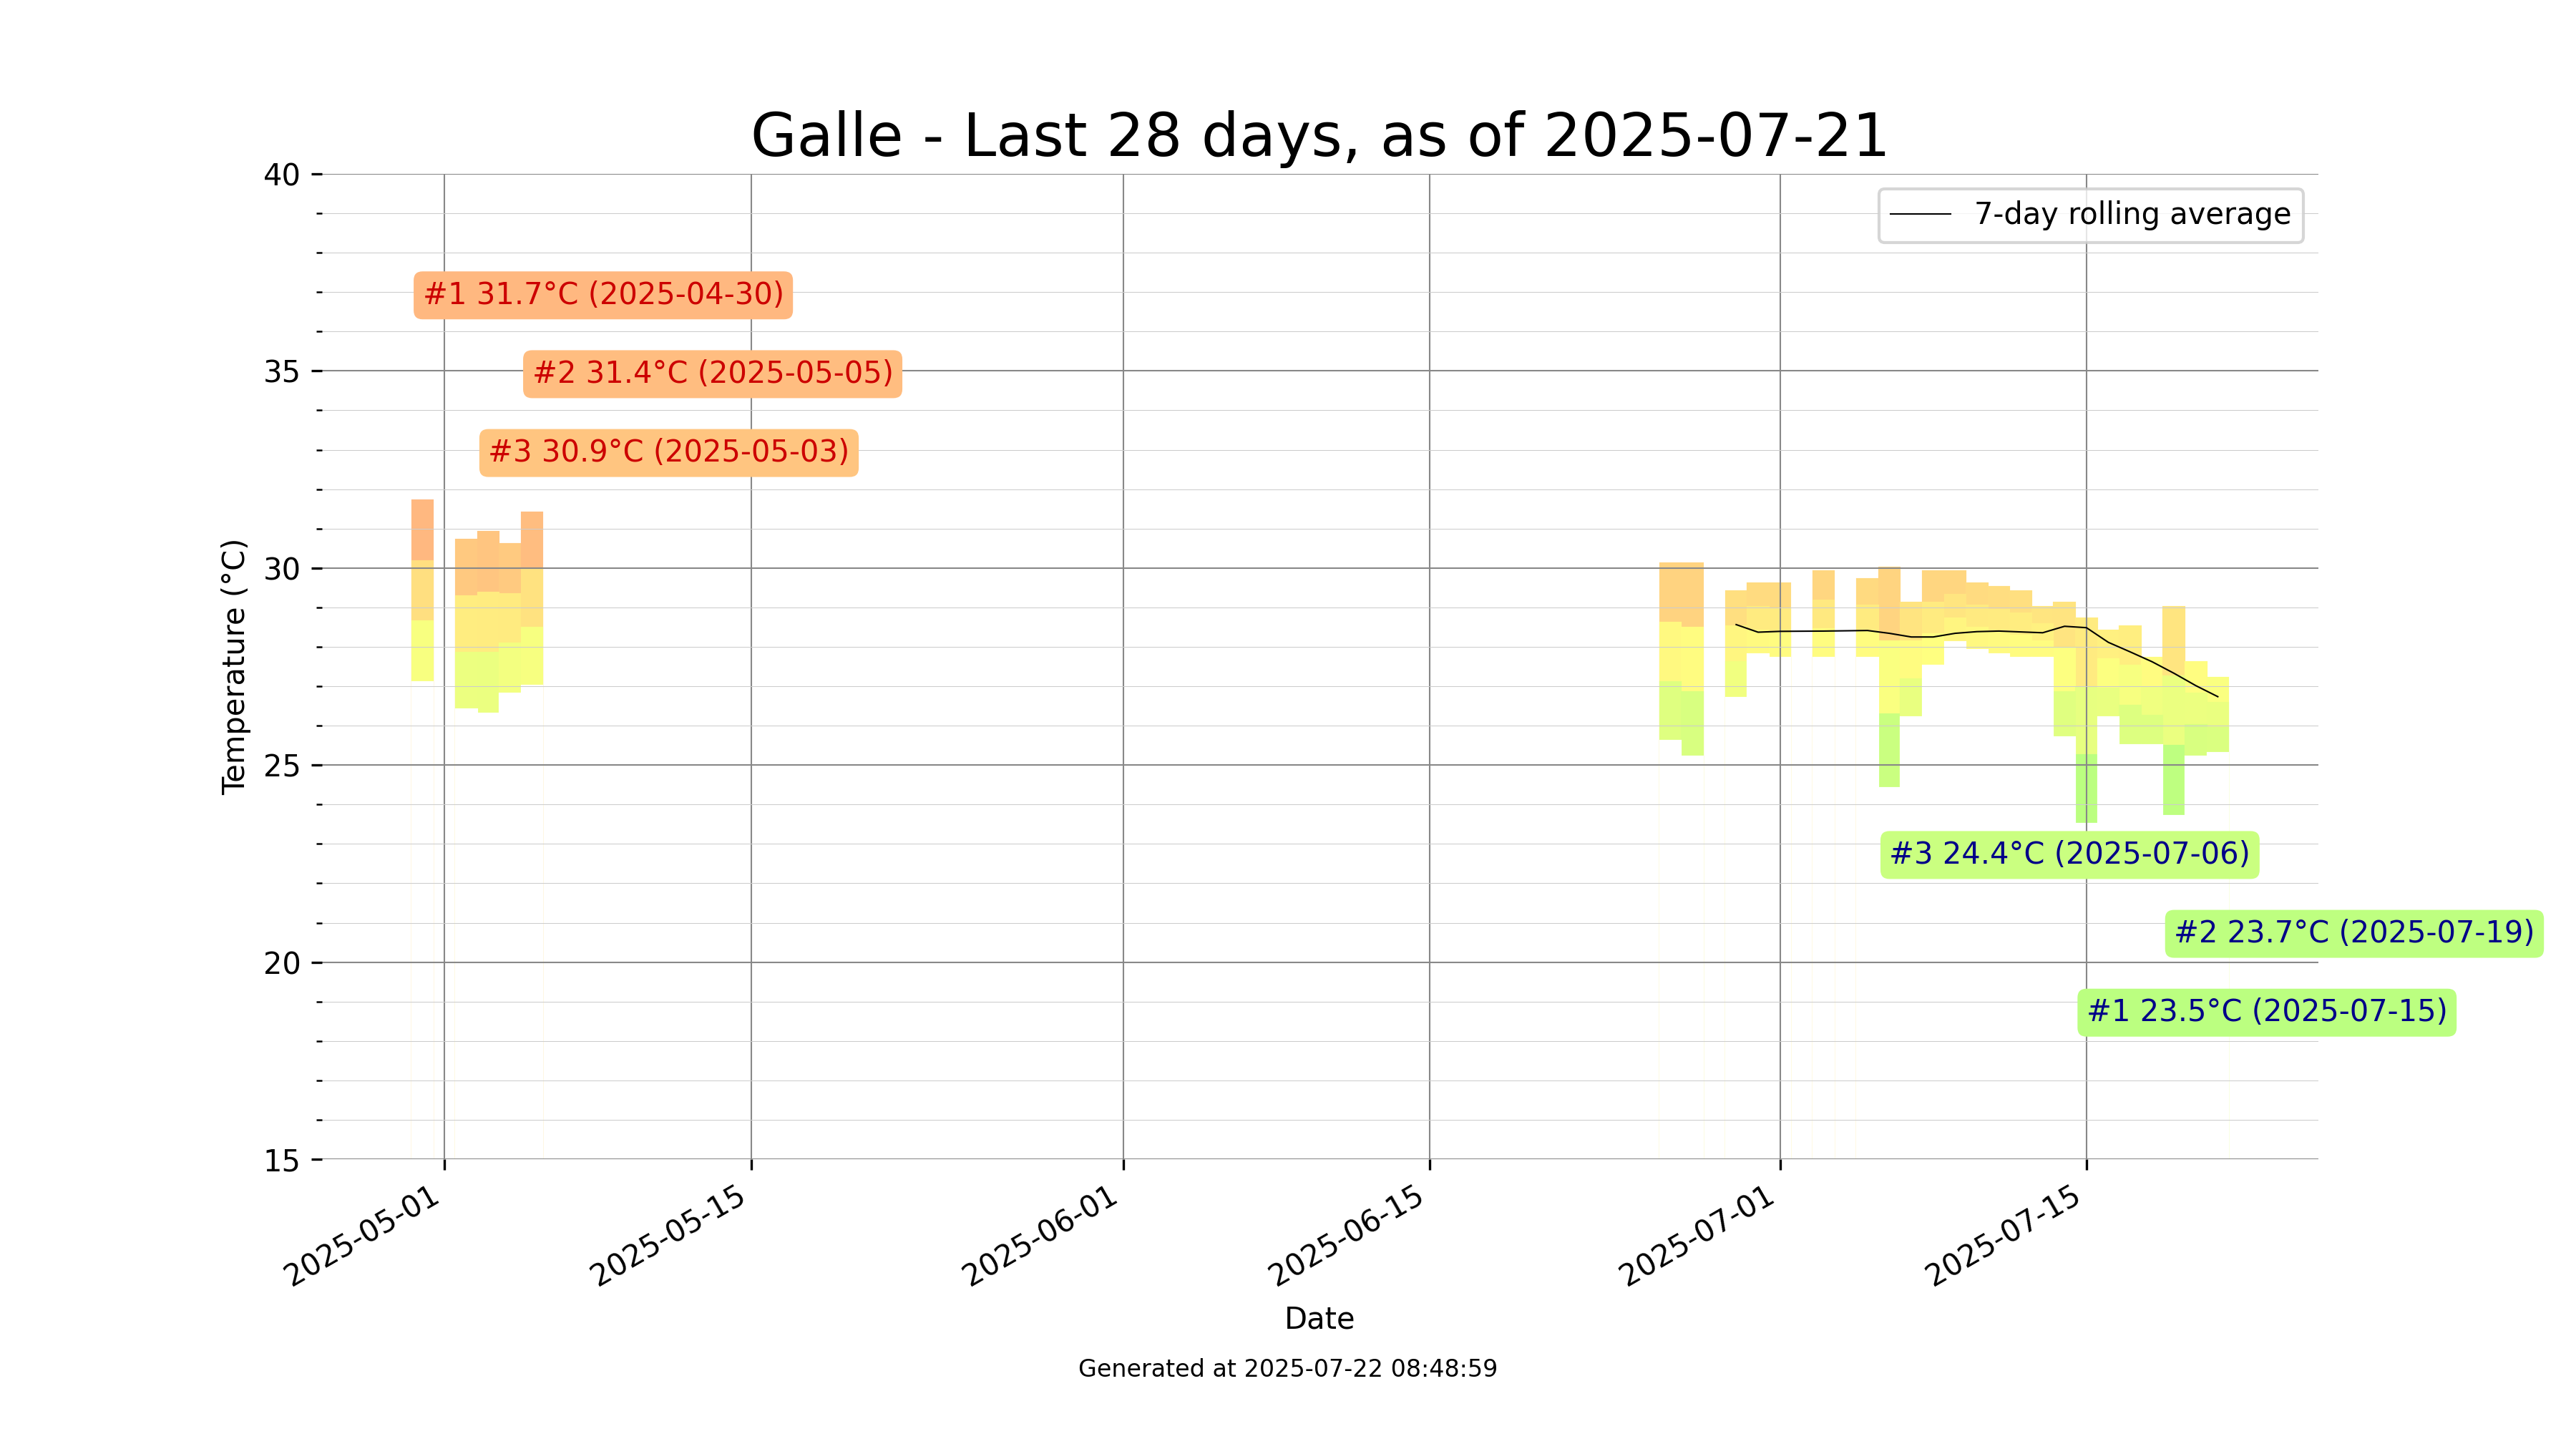 Galle - Last 28 days, as of 2025-07-21
40
7-day rolling average
#1 31.7°C (2025-04-30)
35
#2 31.4°C (2025-05-05)
#3 30.9°C (2025-05-03)
30
Temperature (°C)
25
#3 24.4°C (2025-07-06)
#2 23.7°C (2025-07-19)
20
#1 23.5°C (2025-07-15)
15
2025-05-01
2025-05-15
2025-06-01
2025-06-15
2025-07-01
2025-07-15
Date
Generated at 2025-07-22 08:48:59